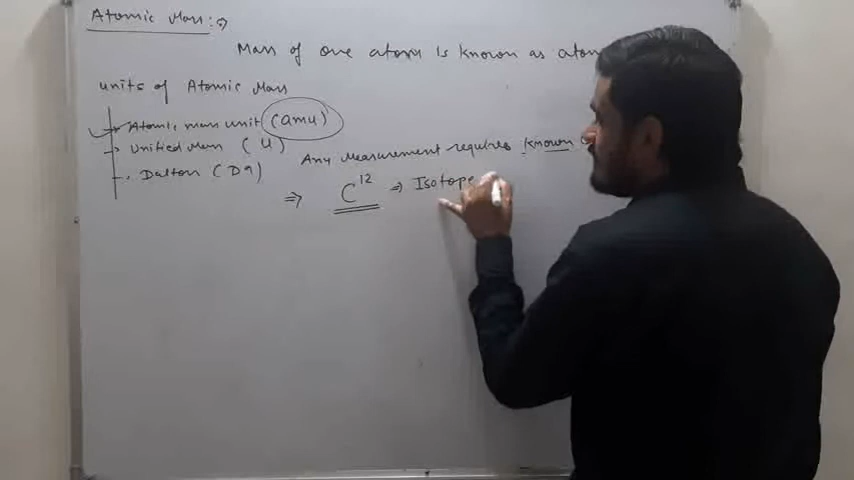 Atomic Mass:⇒
Mass of one atom is known as atom
units of Atomic Mass
Atomic mass unit (amu)
Unified Mass (U)
Dalton (Da)
Any Measurement requires known
⇒ C¹² ⇒ Isotope